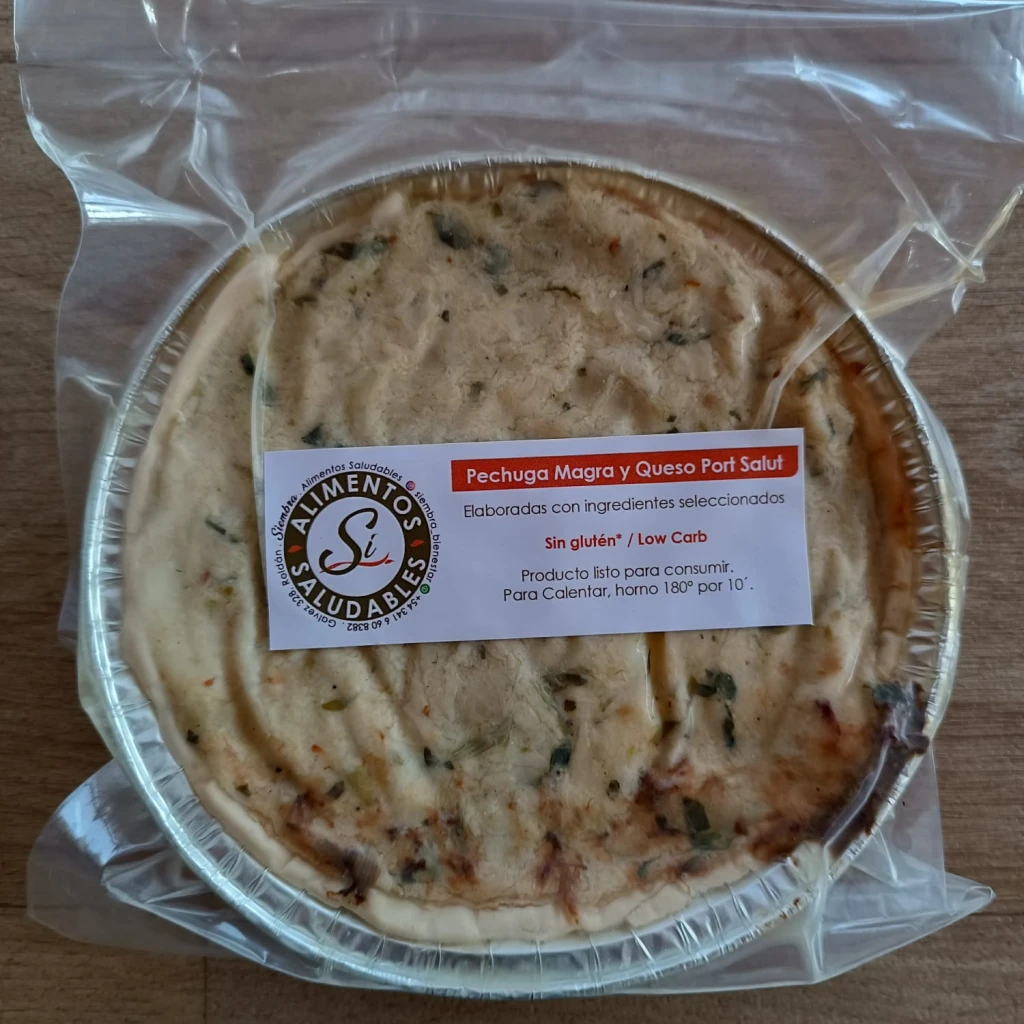 Pechuga Magra y Queso Port Salut
Elaboradas con ingredientes seleccionados
Sin glutén* / Low Carb
Producto listo para consumir.
Para Calentar, horno 180° por 10´.
ALIMENTOS
Sí
SALUDABLES
Siembra. Alimentos Saludables
siembra.bienestar
+54 341 6 60 8382
. Galvez 328. Roldán